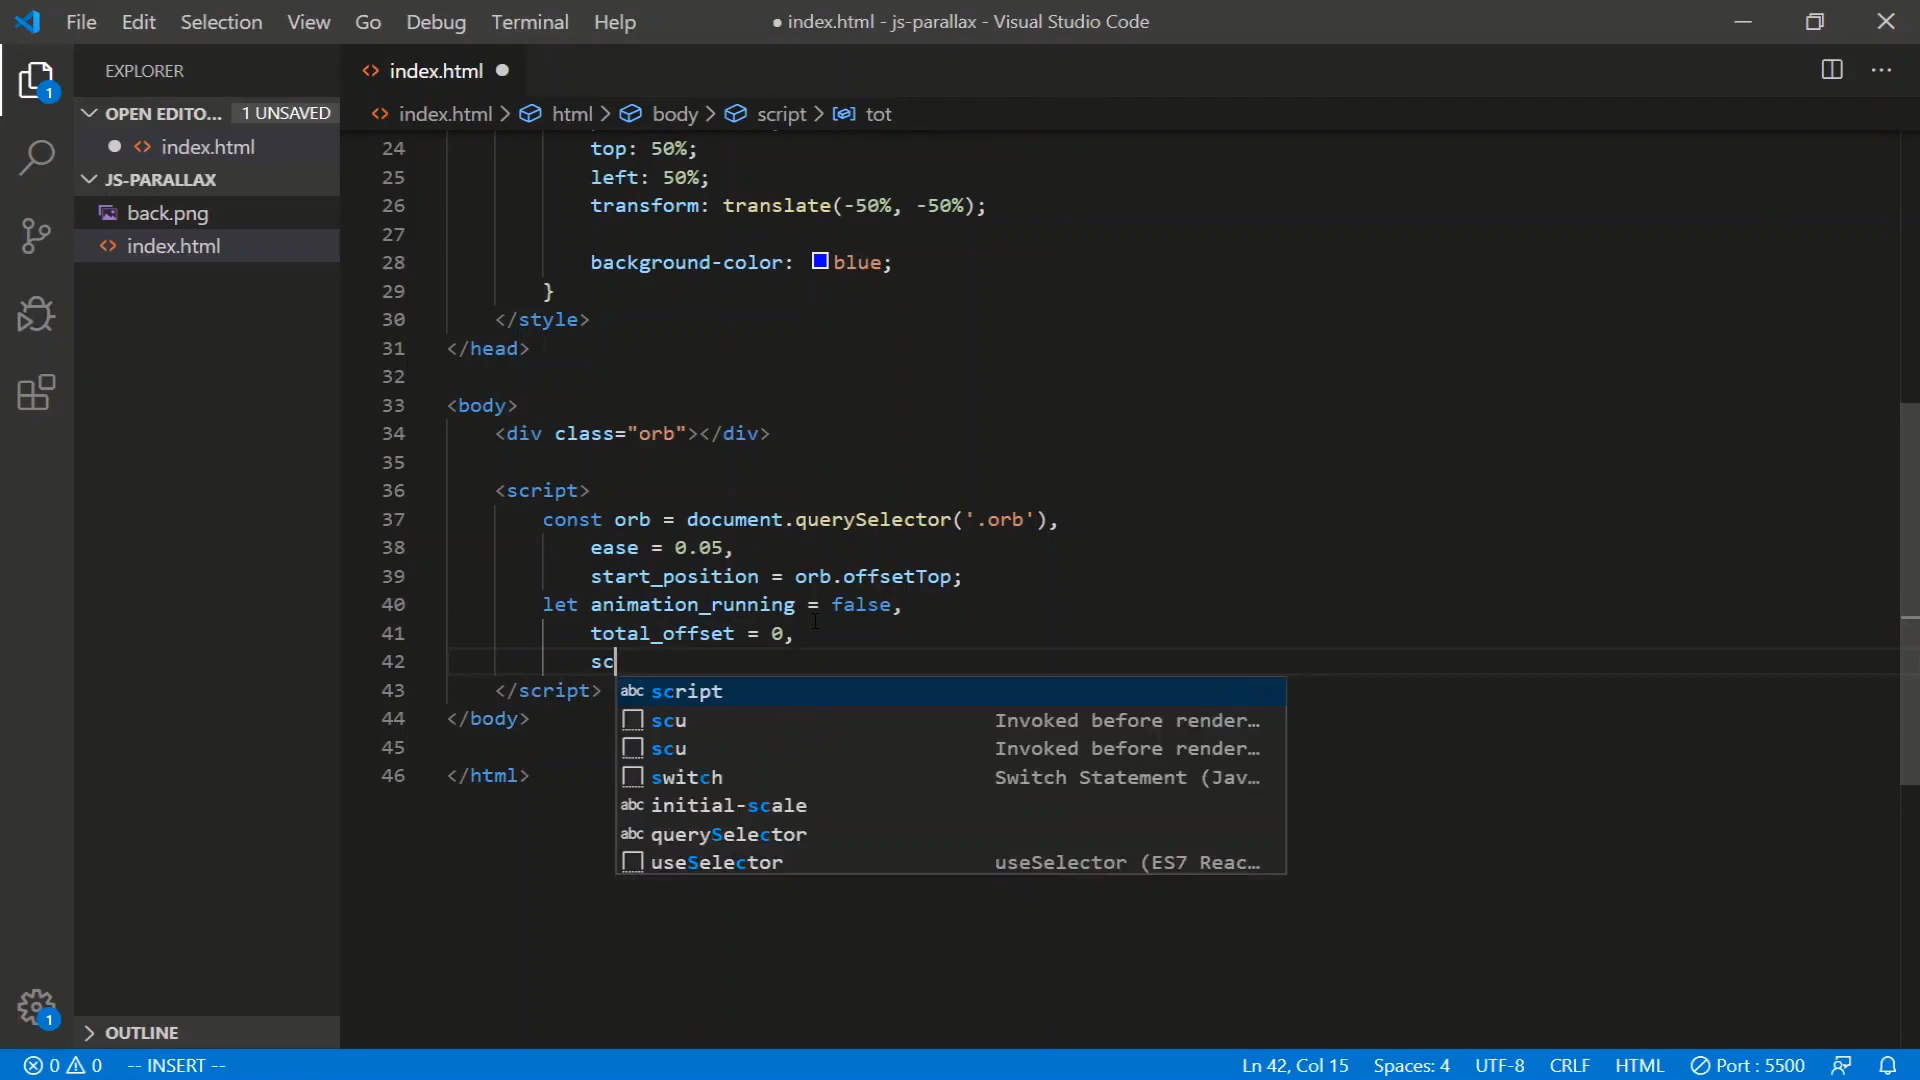 File Edit Selection View Go Debug Terminal Help ● index.html - js-parallax - Visual Studio Code
EXPLORER
OPEN EDITO... 1 UNSAVED
index.html
JS-PARALLAX
back.png
index.html
OUTLINE
index.html
index.html > html > body > script > tot
24 top: 50%;
25 left: 50%;
26 transform: translate(-50%, -50%);
27
28 background-color: blue;
29 }
30 </style>
31 </head>
32
33 <body>
34 <div class="orb"></div>
35
36 <script>
37 const orb = document.querySelector('.orb'),
38 ease = 0.05,
39 start_position = orb.offsetTop;
40 let animation_running = false,
41 total_offset = 0,
42 sc
43 </script>
44 </body>
45
46 </html>
abc script
scu Invoked before render…
scu Invoked before render…
switch Switch Statement (Jav…
abc initial-scale
abc querySelector
useSelector useSelector (ES7 Reac…
1
1
0 0 -- INSERT -- Ln 42, Col 15 Spaces: 4 UTF-8 CRLF HTML Port : 5500